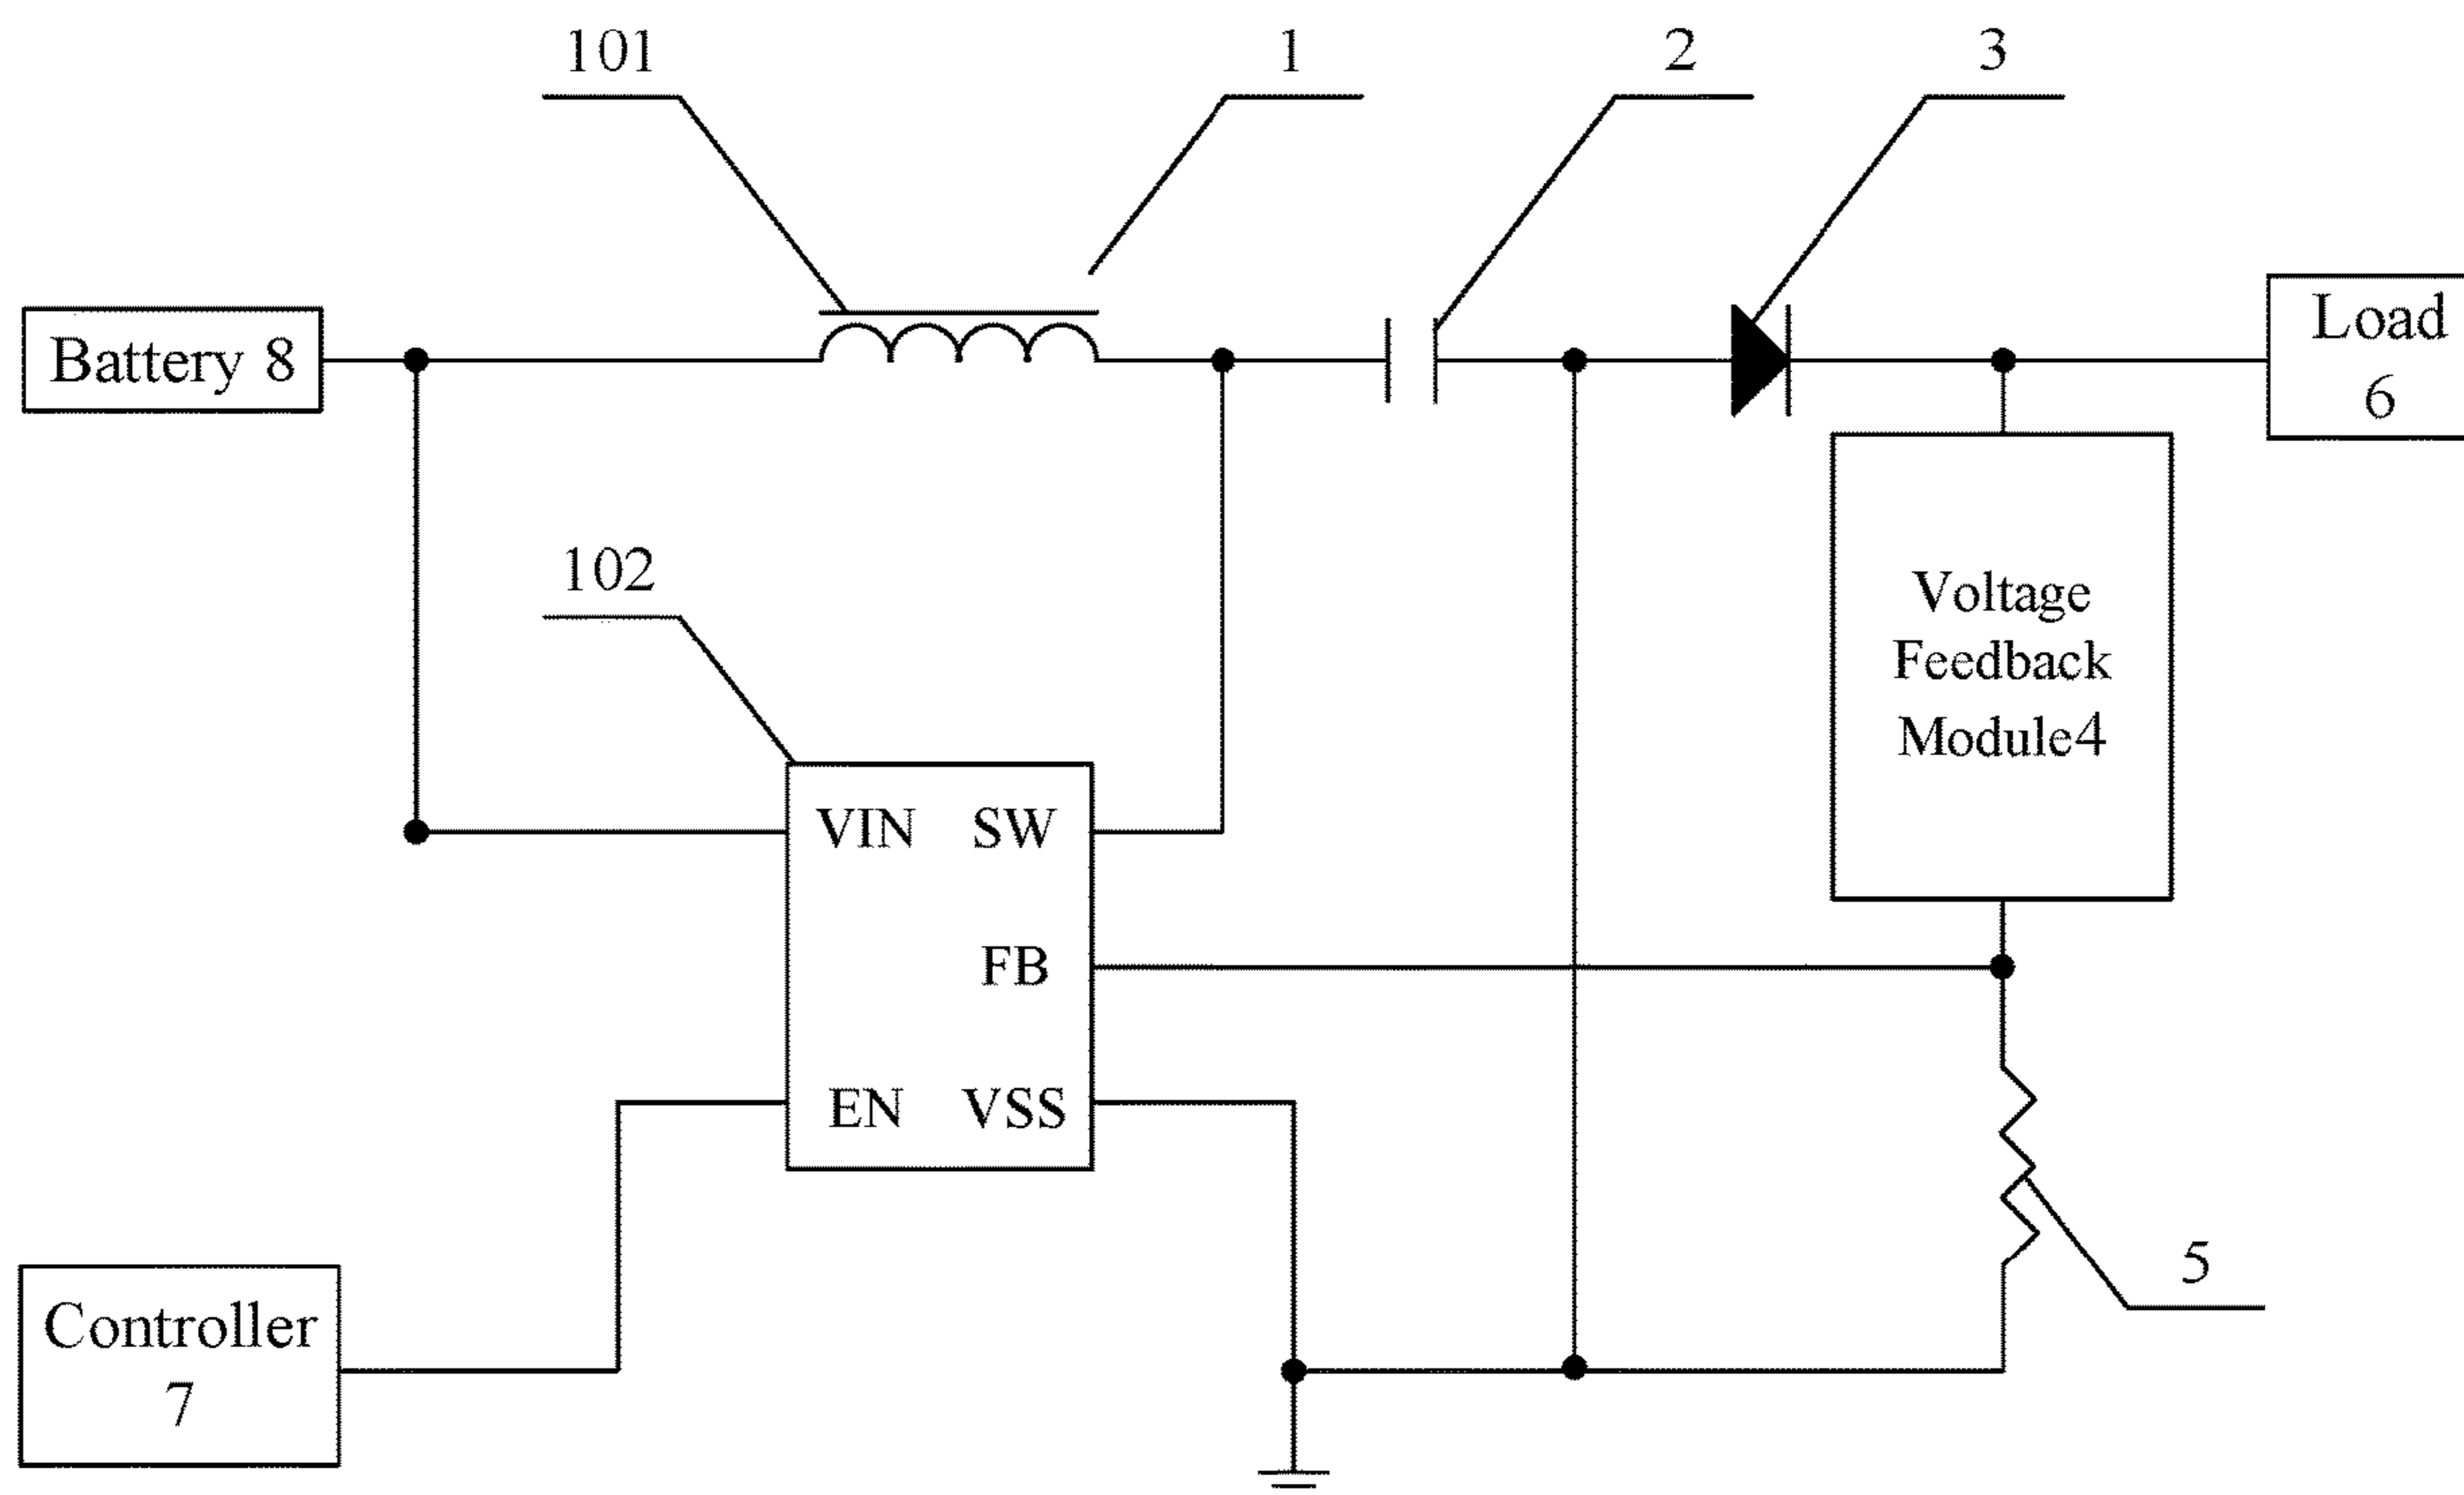 101
1
2
3
Battery 8
Load
6
102
Voltage
Feedback
Module4
VIN SW
FB
EN VSS
5
Controller
7